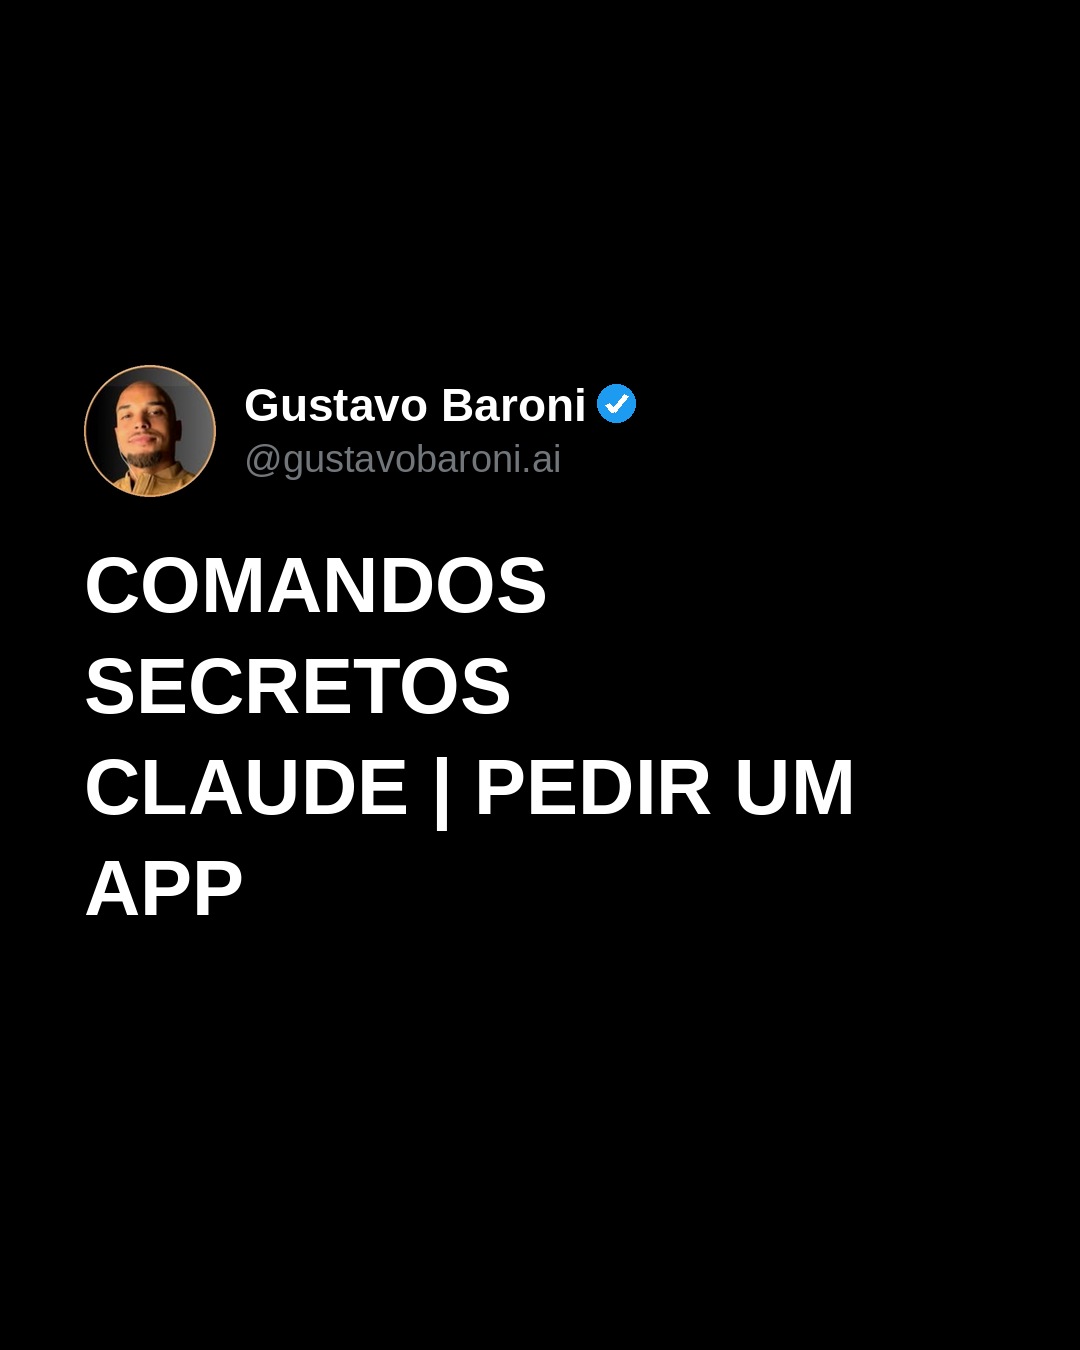 Gustavo Baroni
@gustavobaroni.ai
COMANDOS
SECRETOS
CLAUDE | PEDIR UM
APP